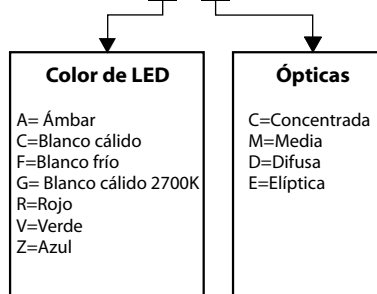 Color de LED
A= Ámbar
C=Blanco cálido
F=Blanco frío
G= Blanco cálido 2700K
R=Rojo
V=Verde
Z=Azul
Ópticas
C=Concentrada
M=Media
D=Difusa
E=Elíptica